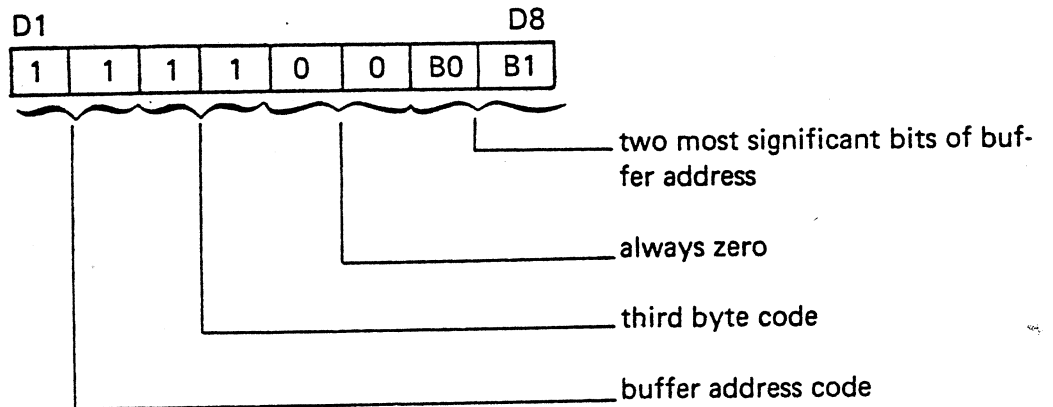 D1 D8
1 1 1 1 0 0 B0 B1
two most significant bits of buf-
fer address
always zero
third byte code
buffer address code